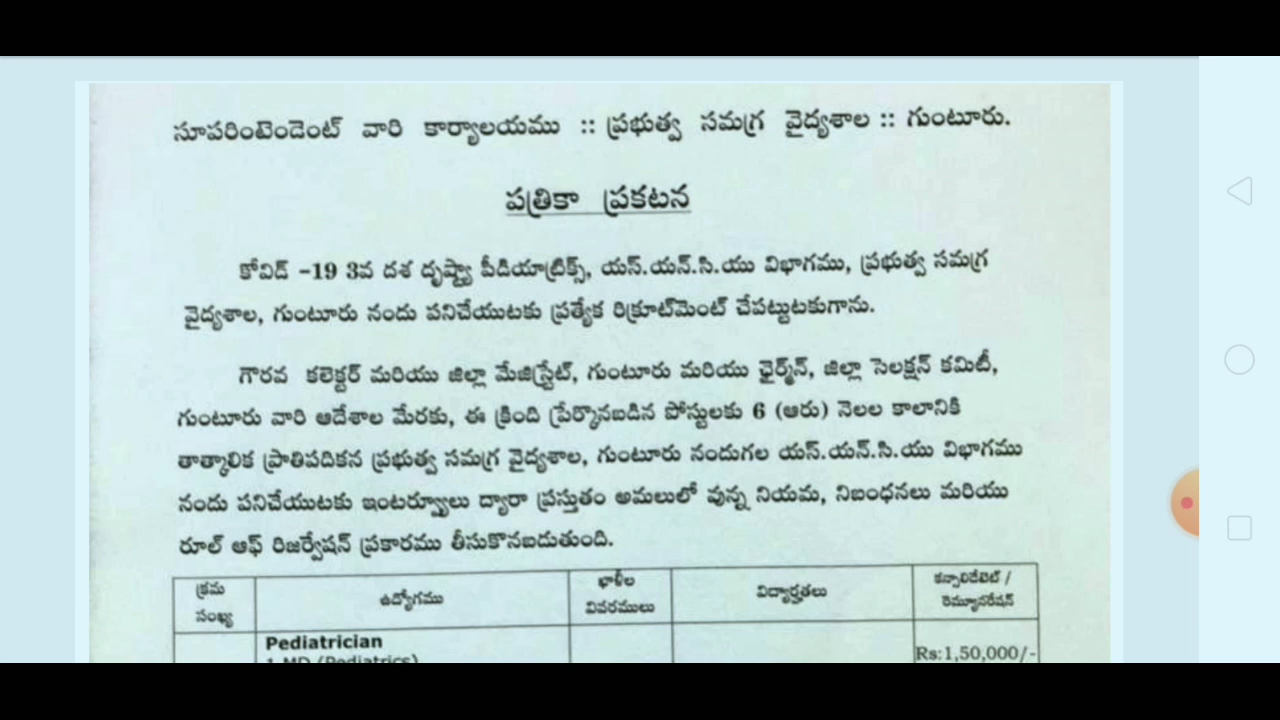 సూపరింటెండెంట్ వారి కార్యాలయము :: ప్రభుత్వ సమగ్ర వైద్యశాల :: గుంటూరు.
పత్రికా ప్రకటన
కోవిడ్ -19 3వ దశ దృష్ట్యా పీడియాట్రిక్స్, యస్.యన్.సి.యు విభాగము, ప్రభుత్వ సమగ్ర
వైద్యశాల, గుంటూరు నందు పనిచేయుటకు ప్రత్యేక రిక్రూట్‌మెంట్ చేపట్టుటకుగాను.
గౌరవ కలెక్టర్ మరియు జిల్లా మేజిస్ట్రేట్, గుంటూరు మరియు ఛైర్మన్, జిల్లా సెలక్షన్ కమిటీ,
గుంటూరు వారి ఆదేశాల మేరకు, ఈ క్రింది పేర్కొనబడిన పోస్టులకు 6 (ఆరు) నెలల కాలానికి
తాత్కాలిక ప్రాతిపదికన ప్రభుత్వ సమగ్ర వైద్యశాల, గుంటూరు నందుగల యస్.యన్.సి.యు విభాగము
నందు పనిచేయుటకు ఇంటర్వ్యూలు ద్వారా ప్రస్తుతం అమలులో వున్న నియమ, నిబంధనలు మరియు
రూల్ ఆఫ్ రిజర్వేషన్ ప్రకారము తీసుకొనబడుతుంది.
క్రమ సంఖ్య ఉద్యోగము ఖాళీల వివరములు విద్యార్హతలు కన్సాలిడేటెట్ / రెమ్యూనరేషన్
Pediatrician Rs:1,50,000/-
1 MD (Pediatrics)